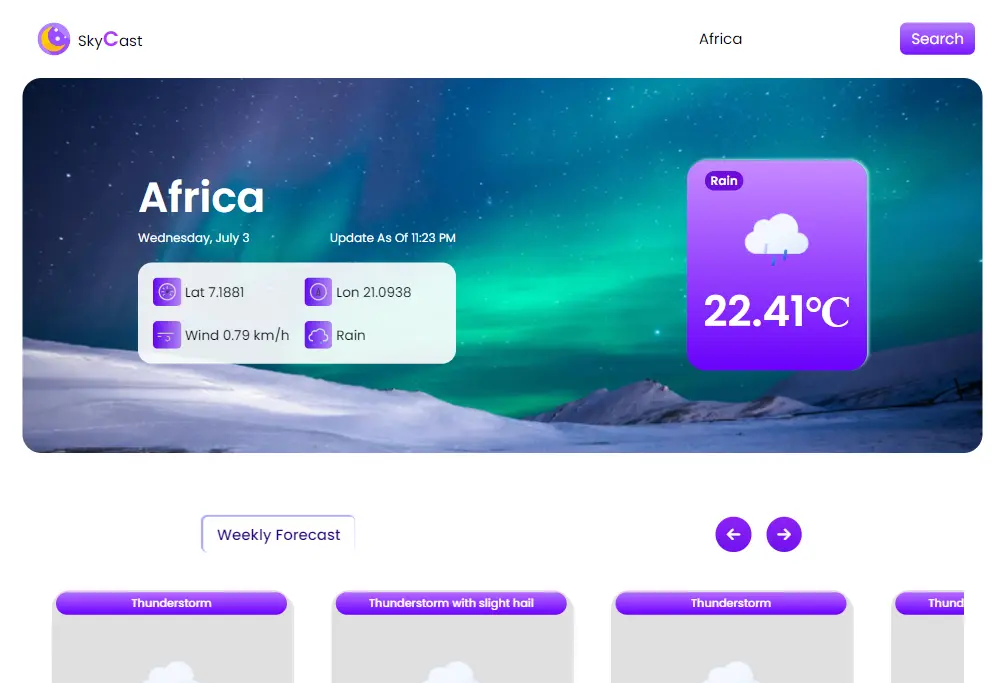 SkyCast
Africa
Search
Africa
Wednesday, July 3
Update As Of 11:23 PM
Lat 7.1881
Lon 21.0938
Wind 0.79 km/h
Rain
Rain
22.41℃
Weekly Forecast
Thunderstorm
Thunderstorm with slight hail
Thunderstorm
Thund